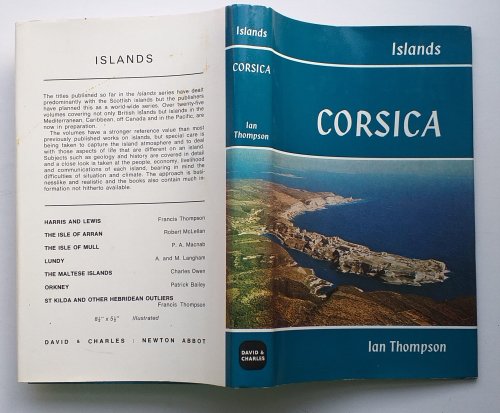 ISLANDS
The titles published so far in the Islands series have dealt
predominantly with the Scottish islands but the publishers
have planned this as a world-wide series. Over twenty-five
volumes covering not only British islands but islands in the
Mediterranean, Caribbean, off Canada and in the Pacific, are
now in preparation.
The volumes have a stronger reference value than most
previously published works on islands, but special care is
being taken to capture the island atmosphere and to deal
with those aspects of life that are different on an island.
Subjects such as geology and history are covered in detail
and a close look is taken at the people, economy, livelihood
and communications of each island, bearing in mind the
difficulties of situation and climate. The approach is busi-
nesslike and realistic and the books also contain much in-
formation not hitherto available.
HARRIS AND LEWIS Francis Thompson
THE ISLE OF ARRAN Robert McLellan
THE ISLE OF MULL P. A. Macnab
LUNDY A. and M. Langham
THE MALTESE ISLANDS Charles Owen
ORKNEY Patrick Bailey
ST KILDA AND OTHER HEBRIDEAN OUTLIERS
Francis Thompson
8½" x 5½" Illustrated
DAVID & CHARLES : NEWTON ABBOT
Islands
CORSICA
Ian
Thompson
DAVID &
CHARLES
Islands
CORSICA
Ian Thompson